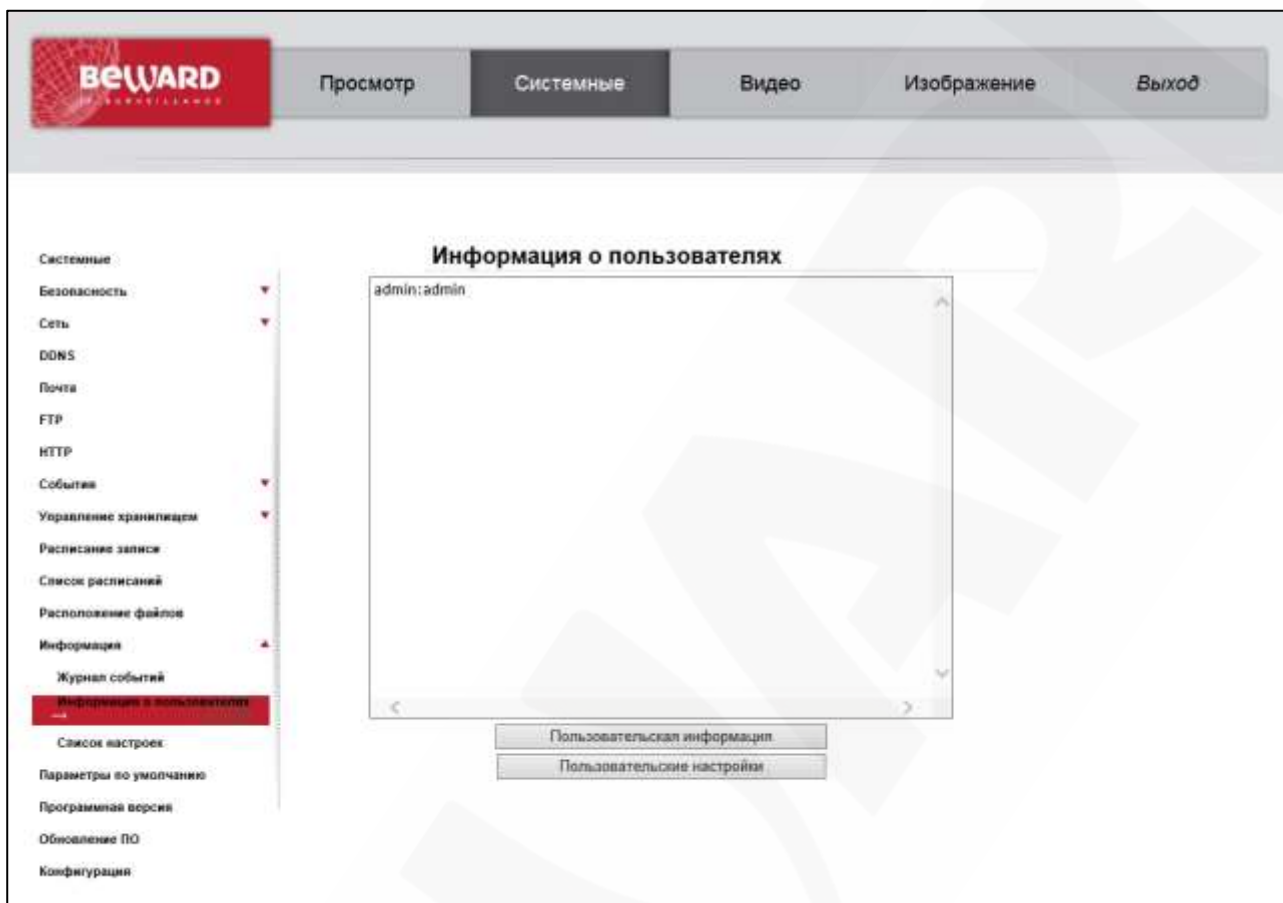 BEWARD
Просмотр
Системные
Видео
Изображение
Выход
Системные
Безопасность
Сеть
DDNS
Почта
FTP
HTTP
События
Управление хранилищем
Расписание записи
Список расписаний
Расположение файлов
Информация
Журнал событий
Информация о пользователях
Список настроек
Параметры по умолчанию
Программная версия
Обновление ПО
Конфигурация
Информация о пользователях
admin:admin
Пользовательская информация
Пользовательские настройки